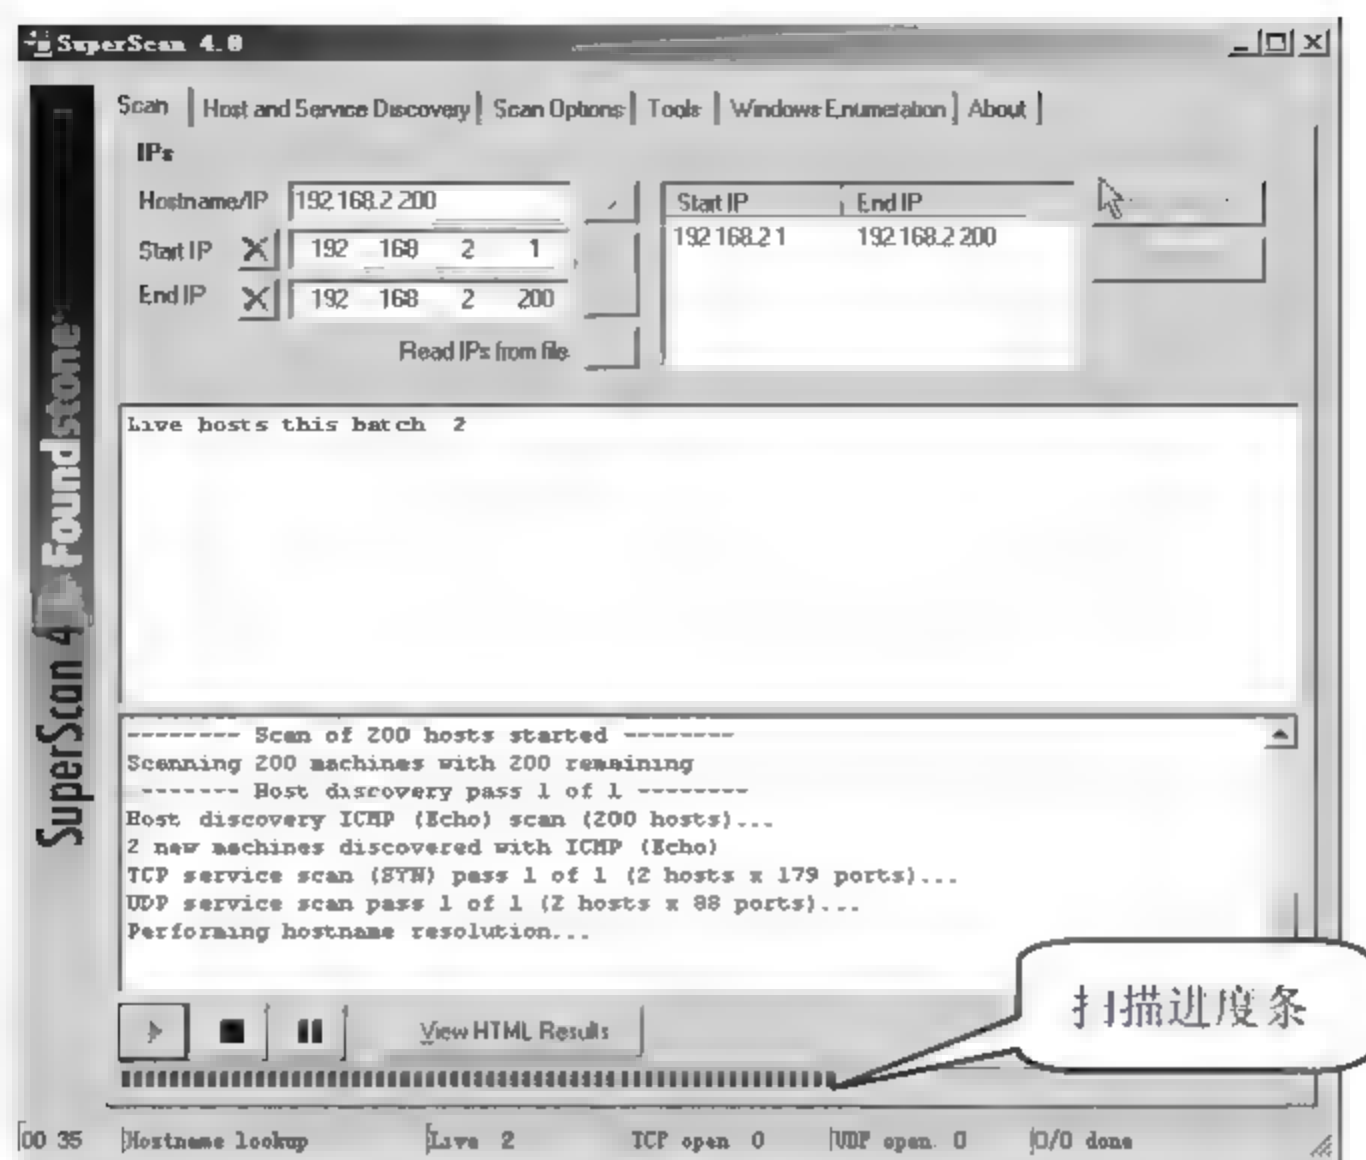 SuperScan 4.0
Scan
Host and Service Discovery
Scan Options
Tools
Windows Enumeration
About
IPs
Hostname/IP
192.168.2.200
Start IP
192 168 2 1
End IP
192 168 2 200
Read IPs from file
Start IP
End IP
192.168.2.1
192.168.2.200
SuperScan 4 Foundstone
Live hosts this batch 2
-------- Scan of 200 hosts started --------
Scanning 200 machines with 200 remaining
------- Host discovery pass 1 of 1 --------
Host discovery ICMP (Echo) scan (200 hosts)...
2 new machines discovered with ICMP (Echo)
TCP service scan (SYN) pass 1 of 1 (2 hosts x 179 ports)...
UDP service scan pass 1 of 1 (2 hosts x 88 ports)...
Performing hostname resolution...
扫描进度条
View HTML Results
00 35
Hostname lookup
Live 2
TCP open 0
UDP open 0
0/0 done